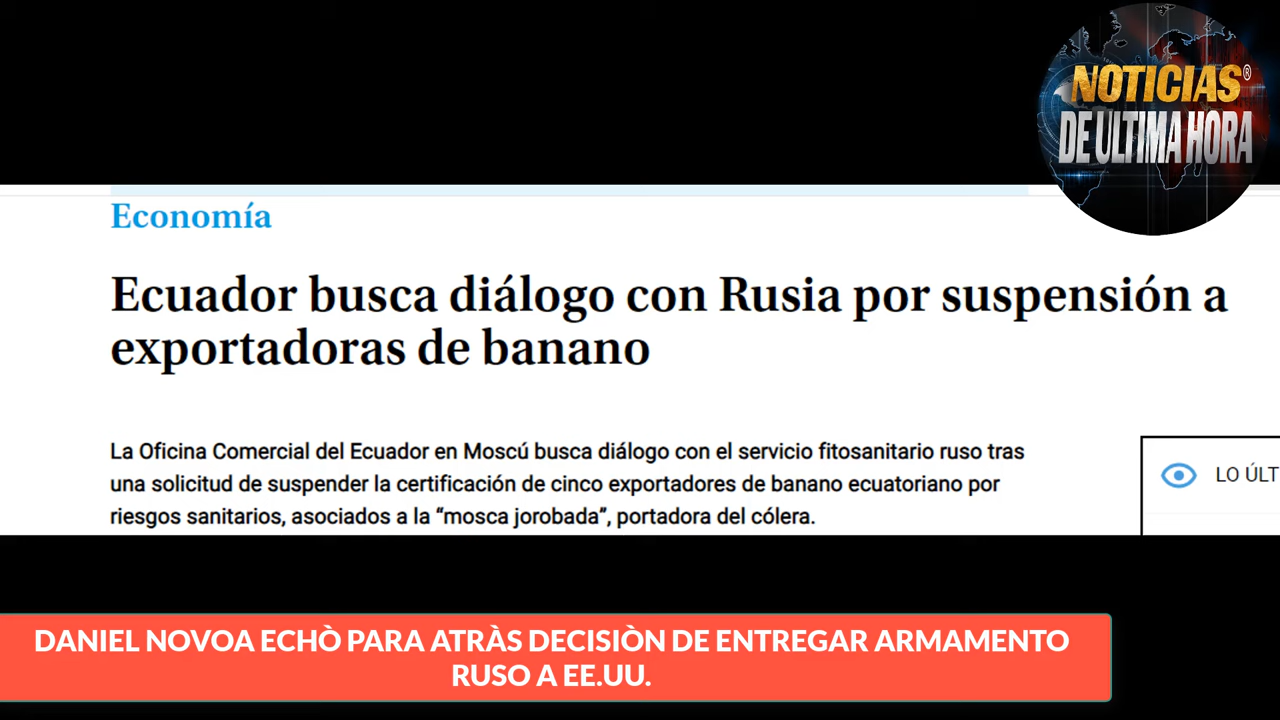 NOTICIAS®
DE ULTIMA HORA
Economía
Ecuador busca diálogo con Rusia por suspensión a
exportadoras de banano
La Oficina Comercial del Ecuador en Moscú busca diálogo con el servicio fitosanitario ruso tras
una solicitud de suspender la certificación de cinco exportadores de banano ecuatoriano por
riesgos sanitarios, asociados a la “mosca jorobada”, portadora del cólera.
LO ÚLT
DANIEL NOVOA ECHÒ PARA ATRÀS DECISIÒN DE ENTREGAR ARMAMENTO
RUSO A EE.UU.